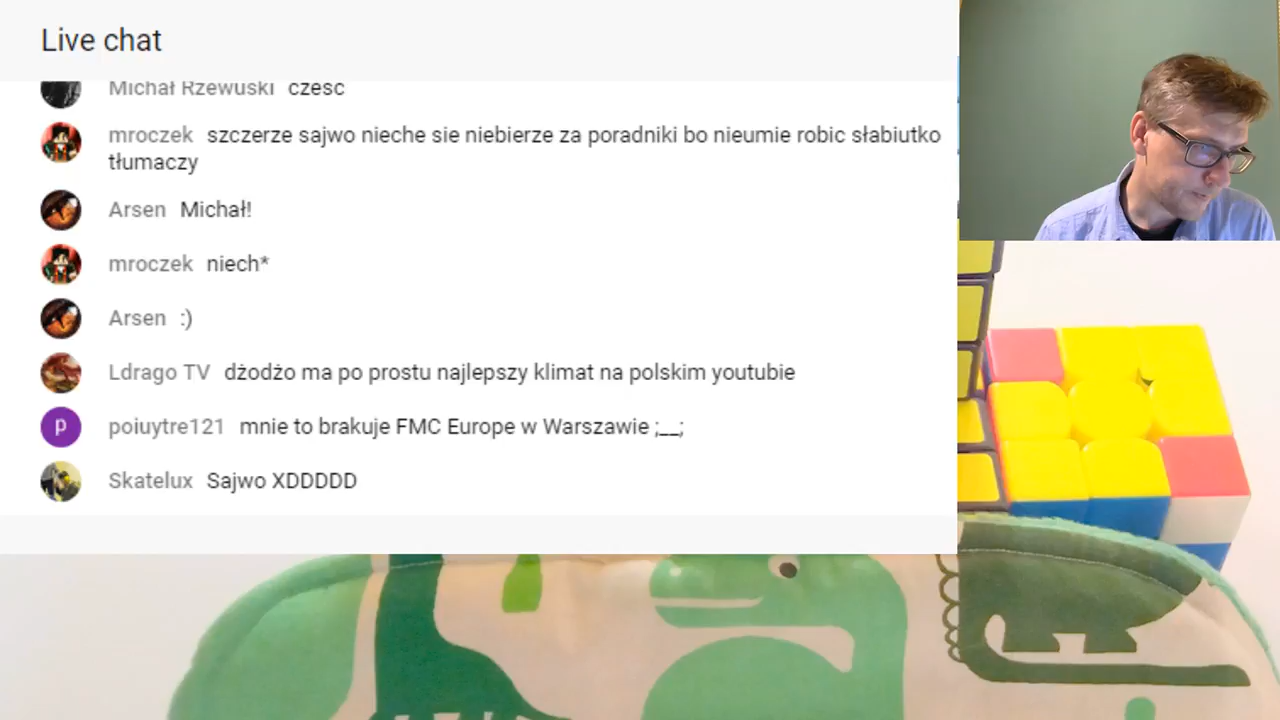 Live chat
Michał Rzewuski czesc
mroczek szczerze sajwo nieche sie niebierze za poradniki bo nieumie robic słabiutko
tłumaczy
Arsen Michał!
mroczek niech*
Arsen :)
Ldrago TV dżodżo ma po prostu najlepszy klimat na polskim youtubie
p poiuytre121 mnie to brakuje FMC Europe w Warszawie ;__;
Skatelux Sajwo XDDDDD